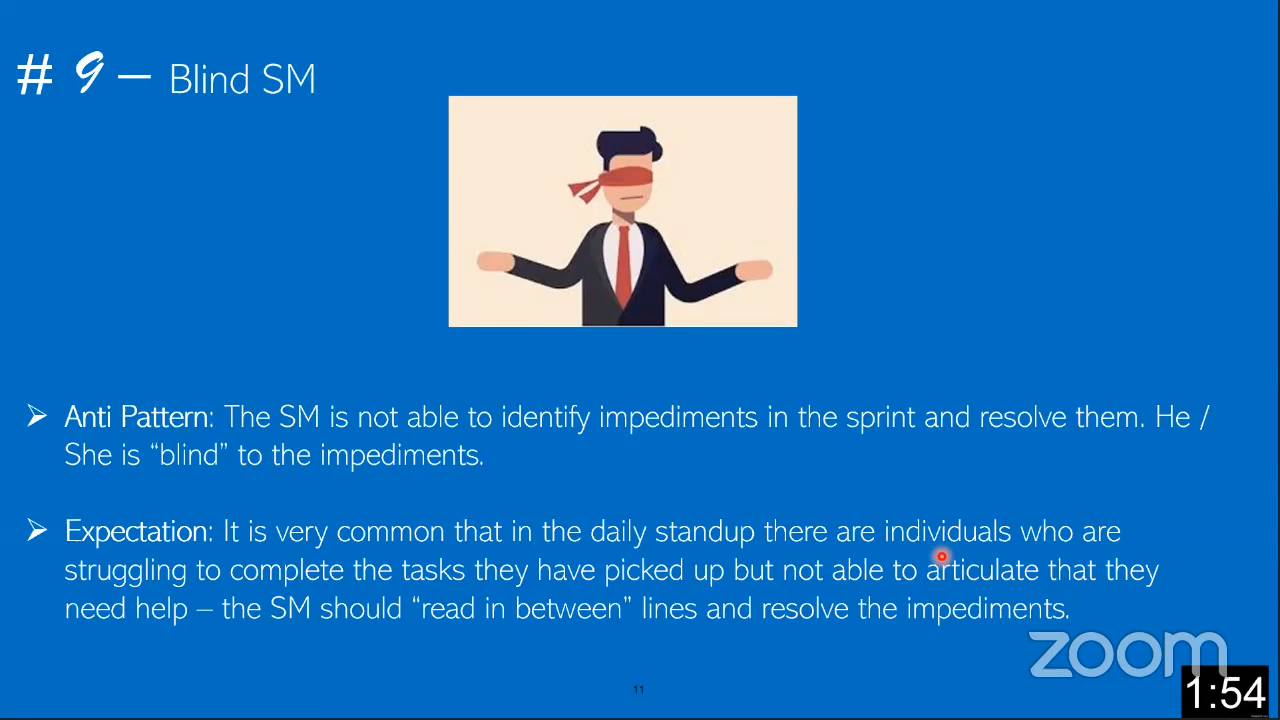 # 9 – Blind SM
➢ Anti Pattern: The SM is not able to identify impediments in the sprint and resolve them. He /
She is “blind” to the impediments.
➢ Expectation: It is very common that in the daily standup there are individuals who are
struggling to complete the tasks they have picked up but not able to articulate that they
need help – the SM should “read in between” lines and resolve the impediments.
zoom
11
1:54